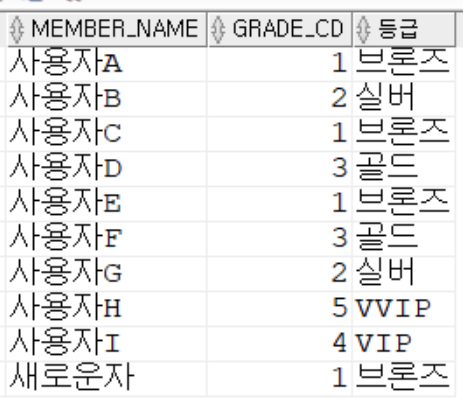 MEMBER_NAME GRADE_CD 등급
사용자A 1 브론즈
사용자B 2 실버
사용자C 1 브론즈
사용자D 3 골드
사용자E 1 브론즈
사용자F 3 골드
사용자G 2 실버
사용자H 5 VVIP
사용자I 4 VIP
새로운자 1 브론즈